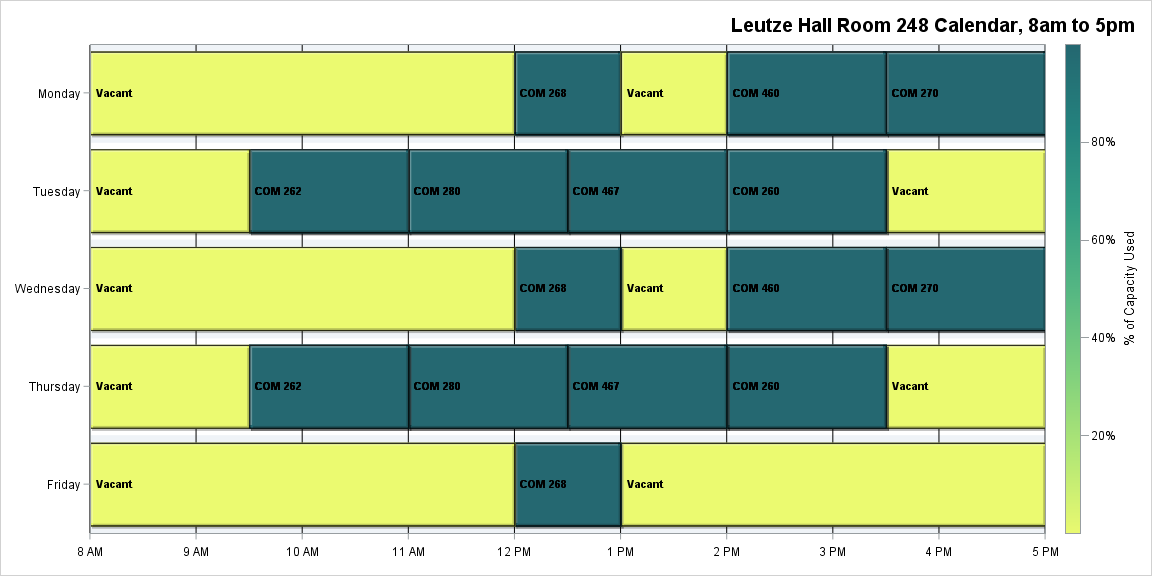 Leutze Hall Room 248 Calendar, 8am to 5pm
Monday Vacant COM 268 Vacant COM 460 COM 270
80%
Tuesday Vacant COM 262 COM 280 COM 467 COM 260 Vacant
60%
Wednesday Vacant COM 268 Vacant COM 460 COM 270
% of Capacity Used
40%
Thursday Vacant COM 262 COM 280 COM 467 COM 260 Vacant
20%
Friday Vacant COM 268 Vacant
8 AM 9 AM 10 AM 11 AM 12 PM 1 PM 2 PM 3 PM 4 PM 5 PM